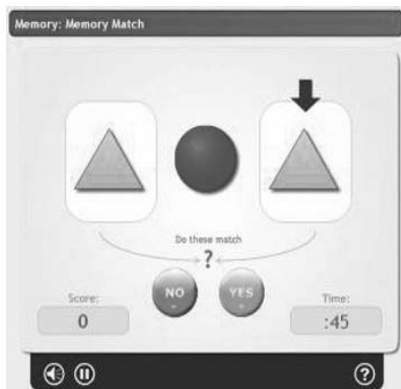 Memory: Memory Match
Do these match
?
NO
YES
Score:
0
Time:
:45
?